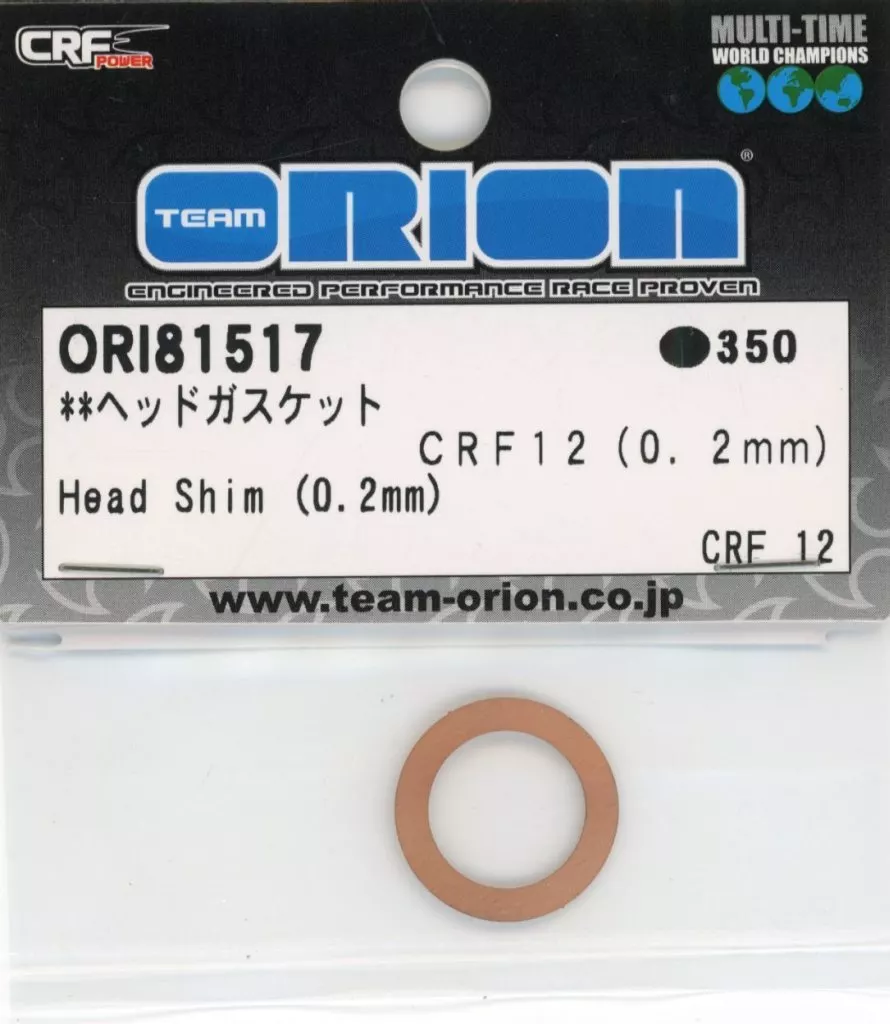 CRF POWER
MULTI-TIME
WORLD CHAMPIONS
TEAM ORION®
ENGINEERED PERFORMANCE RACE PROVEN
ORI81517 ●350
**ヘッドガスケット
CRF12(0. 2mm)
Head Shim (0.2mm)
CRF 12
www.team-orion.co.jp